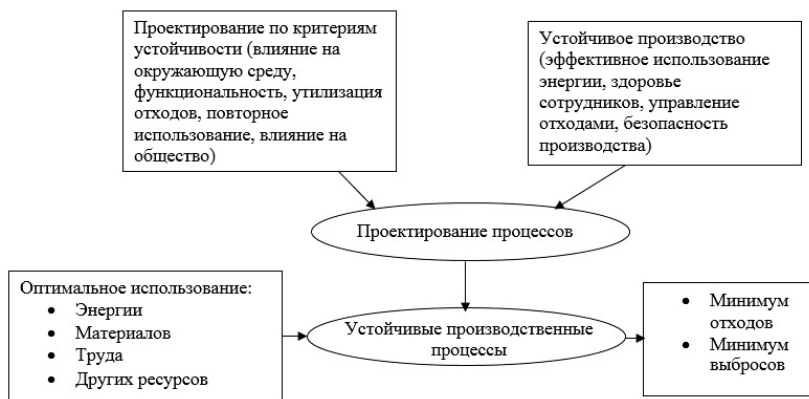 Проектирование по критериям
устойчивости (влияние на
окружающую среду,
функциональность, утилизация
отходов, повторное
использование, влияние на
общество)
Устойчивое производство
(эффективное использование
энергии, здоровье
сотрудников, управление
отходами, безопасность
производства)
Проектирование процессов
Оптимальное использование:
• Энергии
• Материалов
• Труда
• Других ресурсов
Устойчивые производственные
процессы
• Минимум
отходов
• Минимум
выбросов